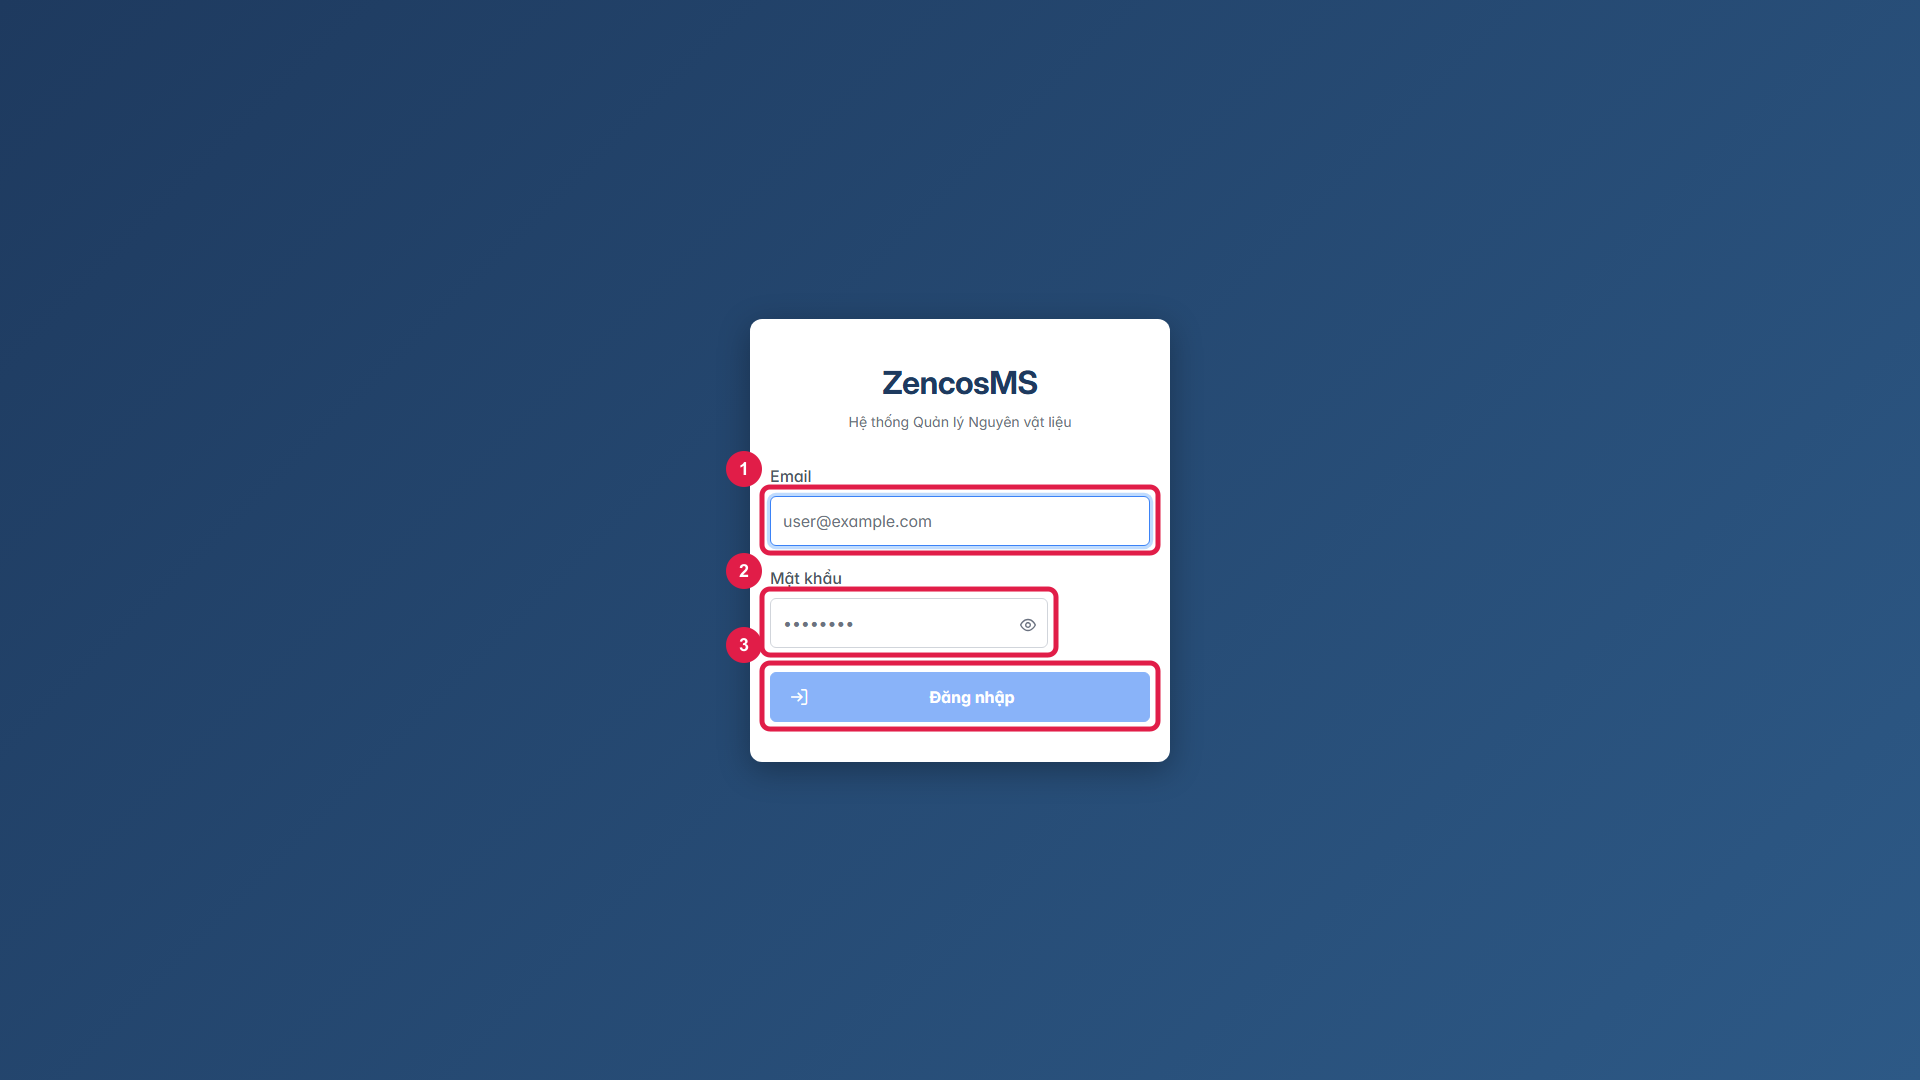 ZencosMS
Hệ thống Quản lý Nguyên vật liệu
1
Email
user@example.com
2
Mật khẩu
••••••••
3
Đăng nhập